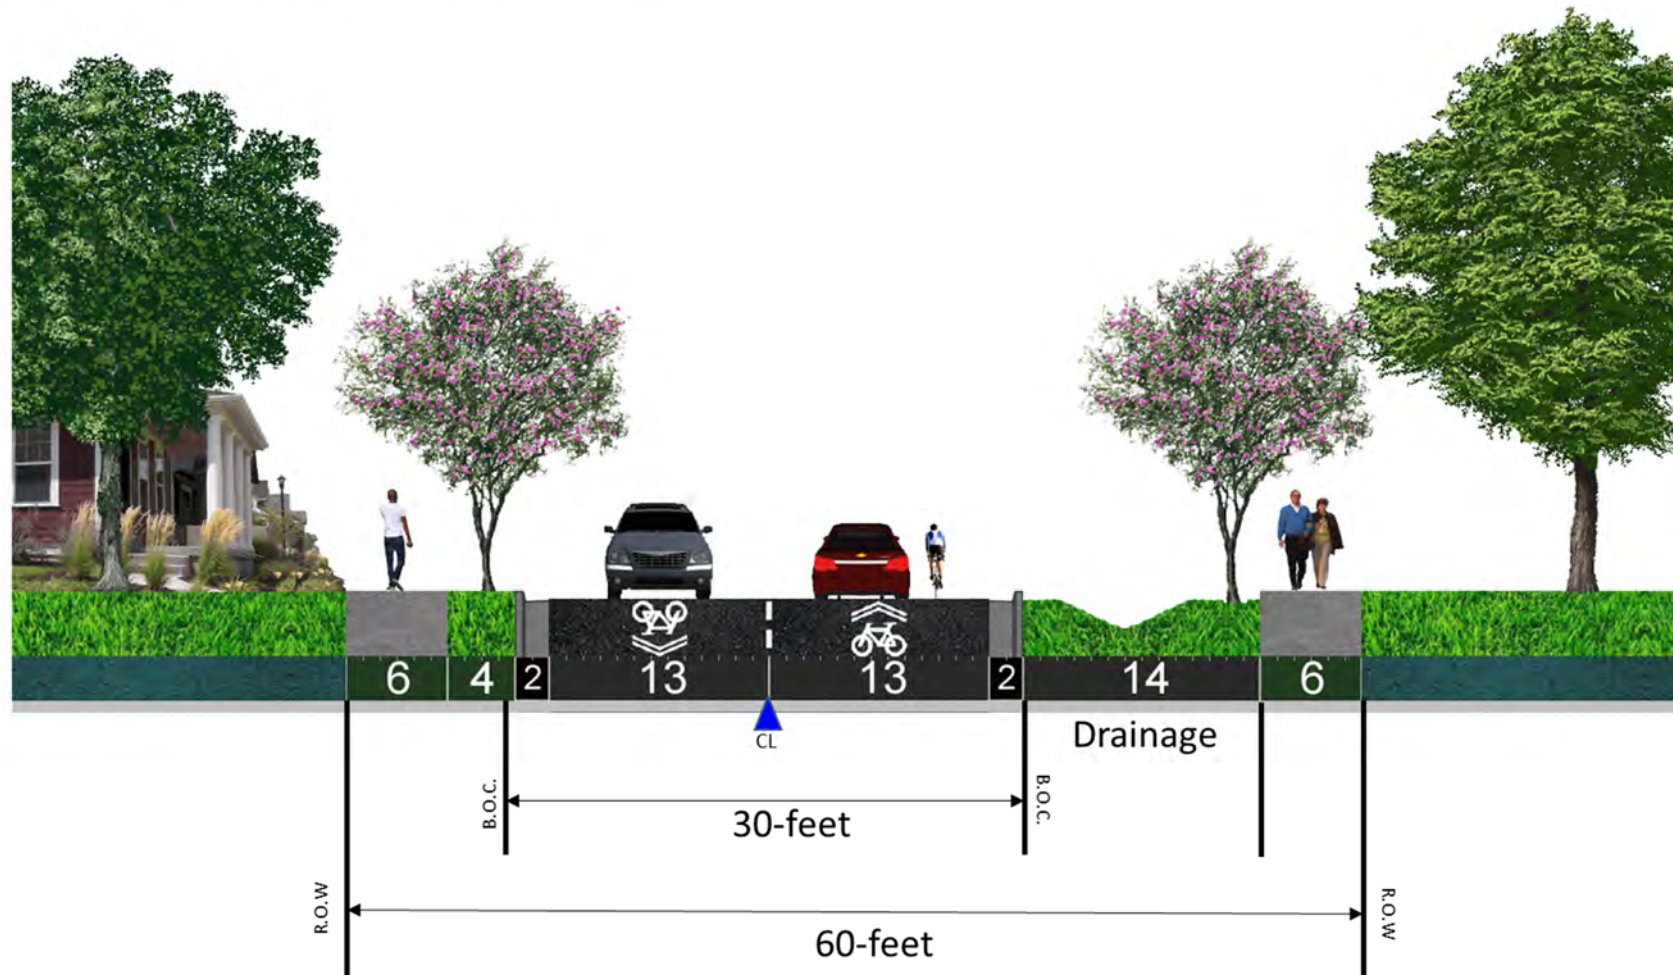 6 4 2 13 13 2 14 6
CL
Drainage
B.O.C.
B.O.C.
30-feet
R.O.W
R.O.W
60-feet